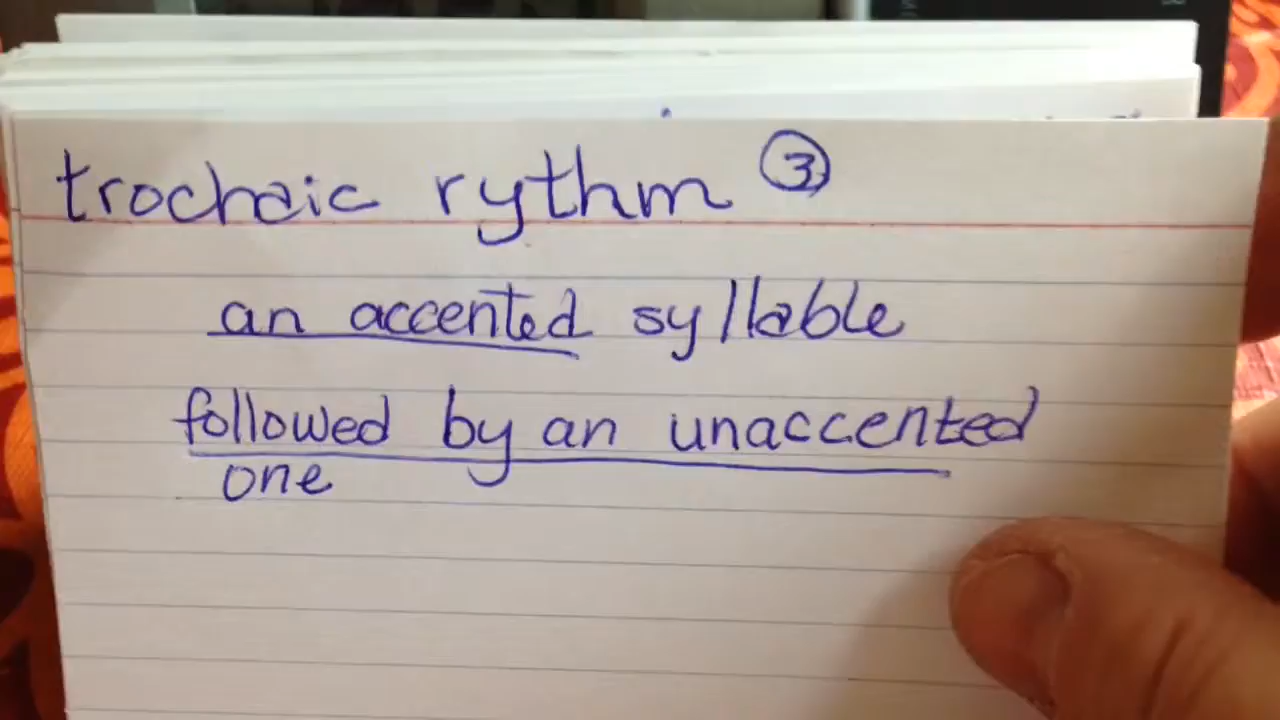 trochaic rythm 3
an accented syllable
followed by an unaccented
one